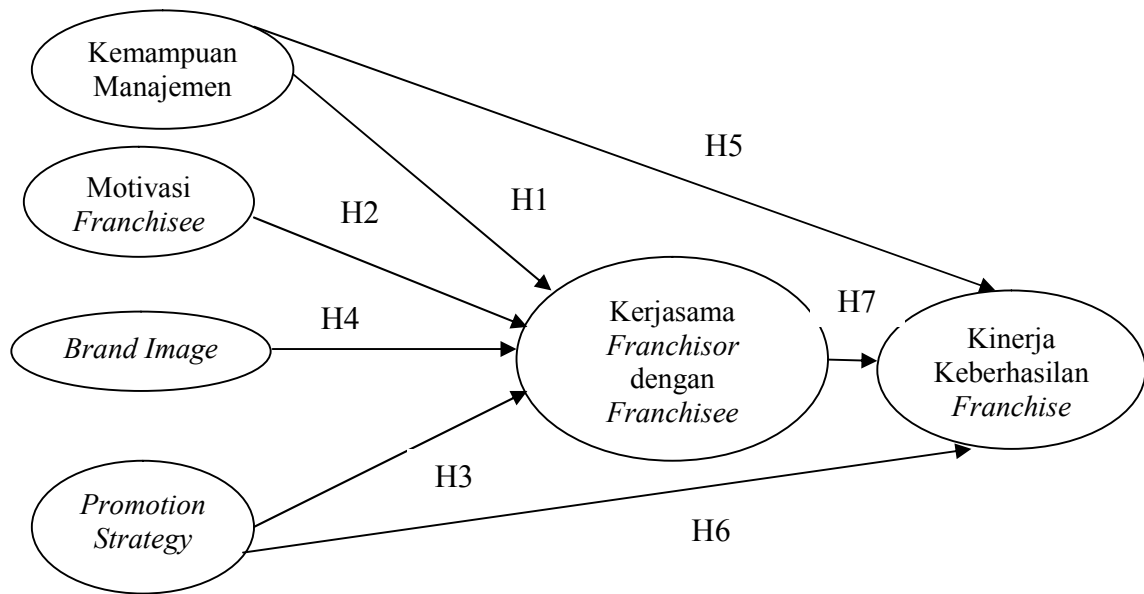 Kemampuan
Manajemen
H5
Motivasi
Franchisee
H2
H1
Brand Image
H4
Kerjasama
Franchisor
dengan
Franchisee
H7
Kinerja
Keberhasilan
Franchise
H3
Promotion
Strategy
H6